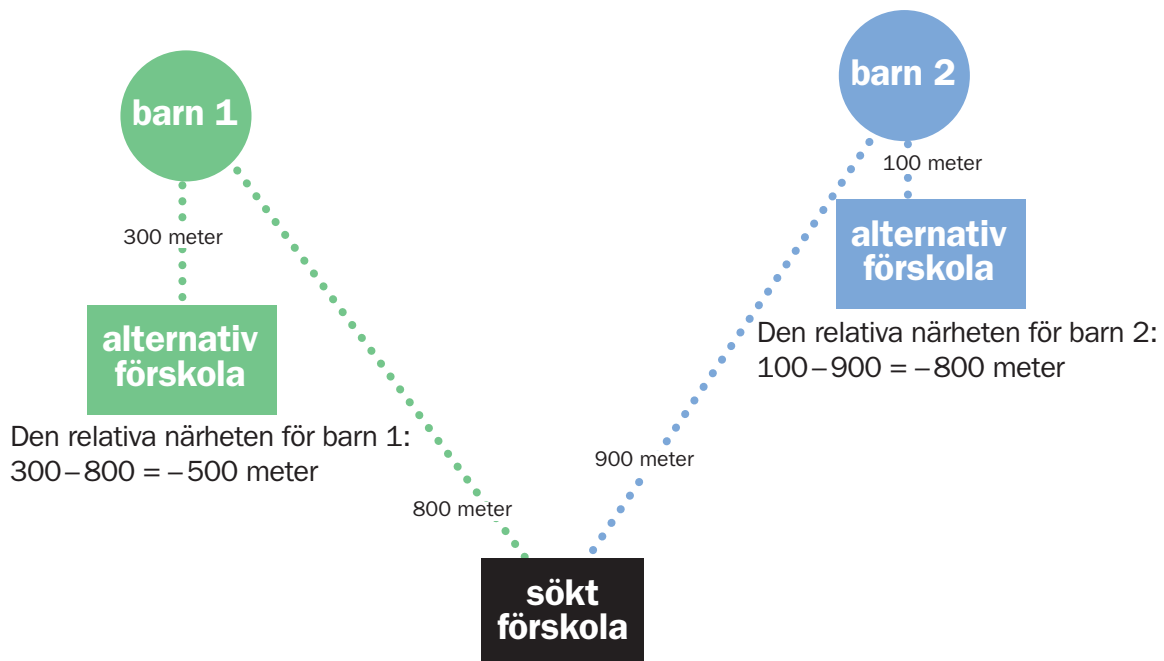 barn 1
300 meter
alternativ
förskola
Den relativa närheten för barn 1:
300–800 = –500 meter
800 meter
barn 2
100 meter
alternativ
förskola
Den relativa närheten för barn 2:
100–900 = –800 meter
900 meter
sökt
förskola